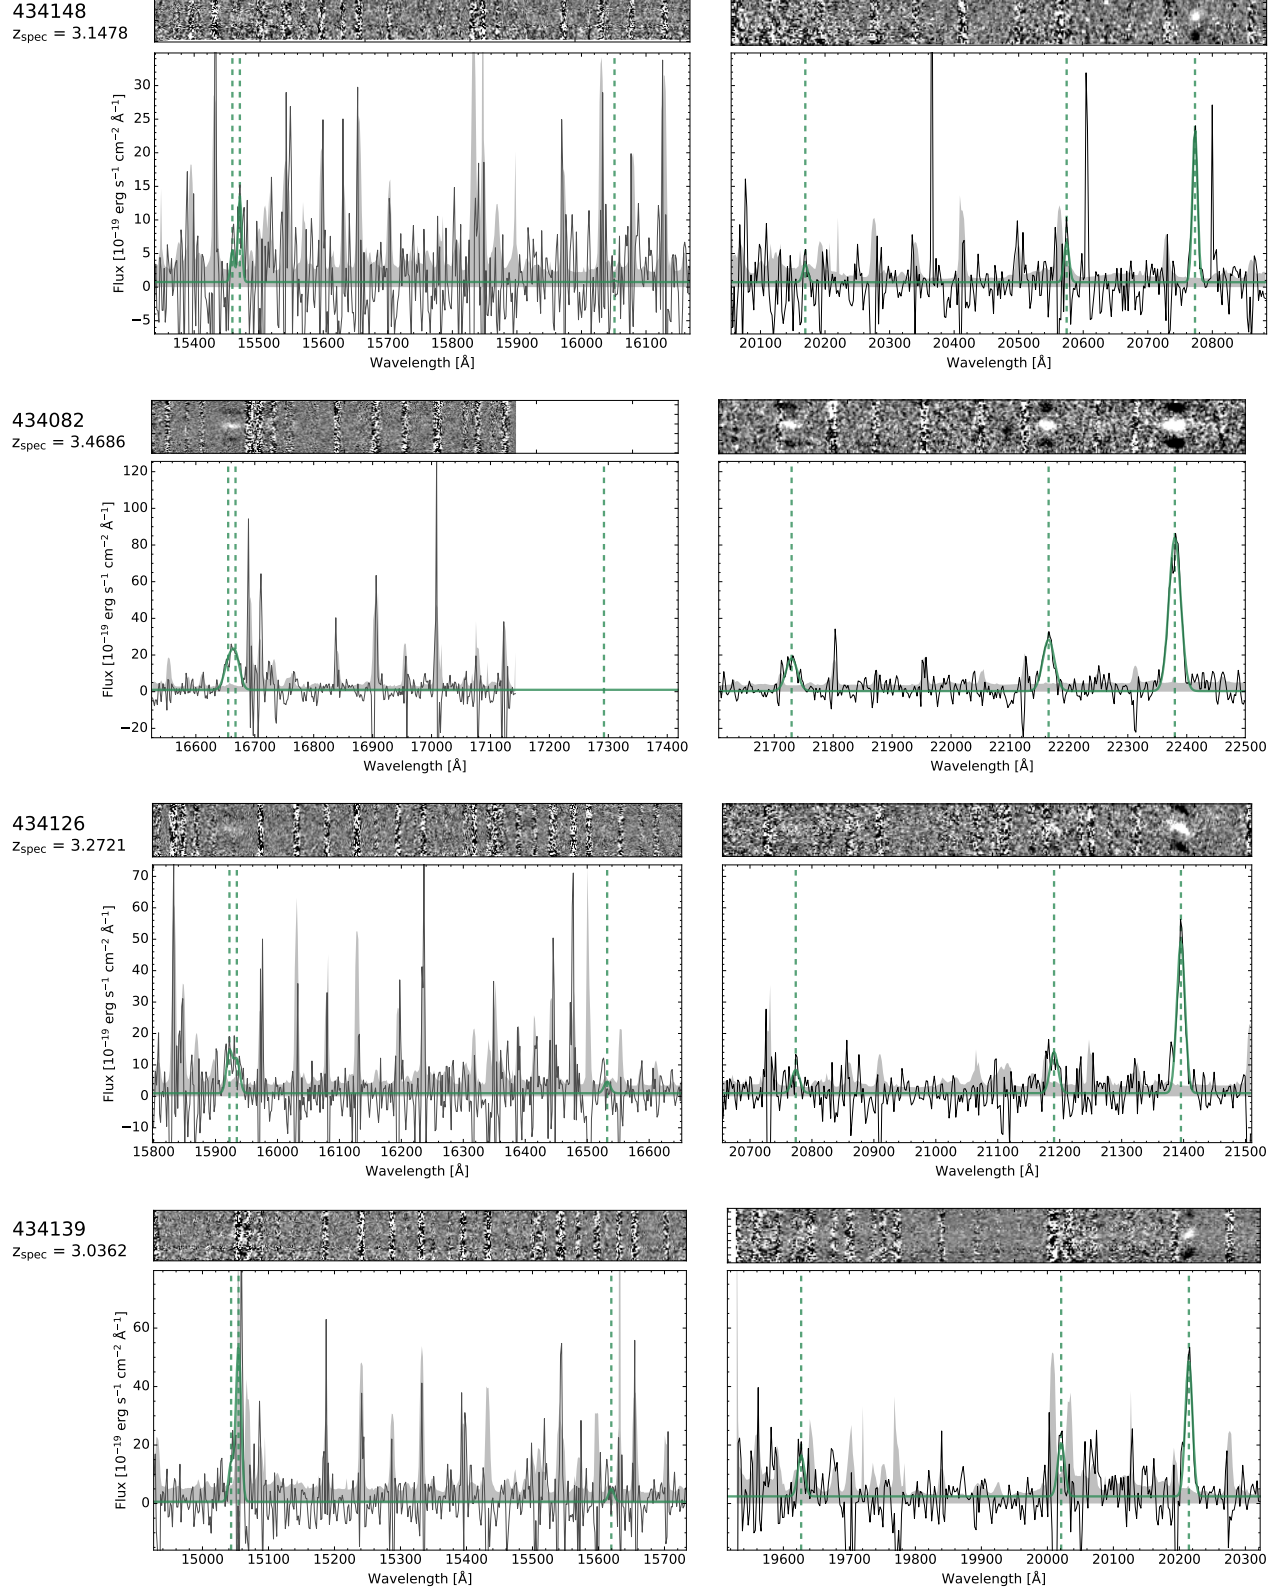 434148
zspec = 3.1478
Flux [10−19 erg s−1 cm−2 Å−1]
30
25
20
15
10
5
0
−5
15400 15500 15600 15700 15800 15900 16000 16100
Wavelength [Å]
20100 20200 20300 20400 20500 20600 20700 20800
Wavelength [Å]
434082
zspec = 3.4686
Flux [10−19 erg s−1 cm−2 Å−1]
120
100
80
60
40
20
0
−20
16600 16700 16800 16900 17000 17100 17200 17300 17400
Wavelength [Å]
21700 21800 21900 22000 22100 22200 22300 22400 22500
Wavelength [Å]
434126
zspec = 3.2721
Flux [10−19 erg s−1 cm−2 Å−1]
70
60
50
40
30
20
10
0
−10
15800 15900 16000 16100 16200 16300 16400 16500 16600
Wavelength [Å]
20700 20800 20900 21000 21100 21200 21300 21400 21500
Wavelength [Å]
434139
zspec = 3.0362
Flux [10−19 erg s−1 cm−2 Å−1]
60
40
20
0
15000 15100 15200 15300 15400 15500 15600 15700
Wavelength [Å]
19600 19700 19800 19900 20000 20100 20200 20300
Wavelength [Å]